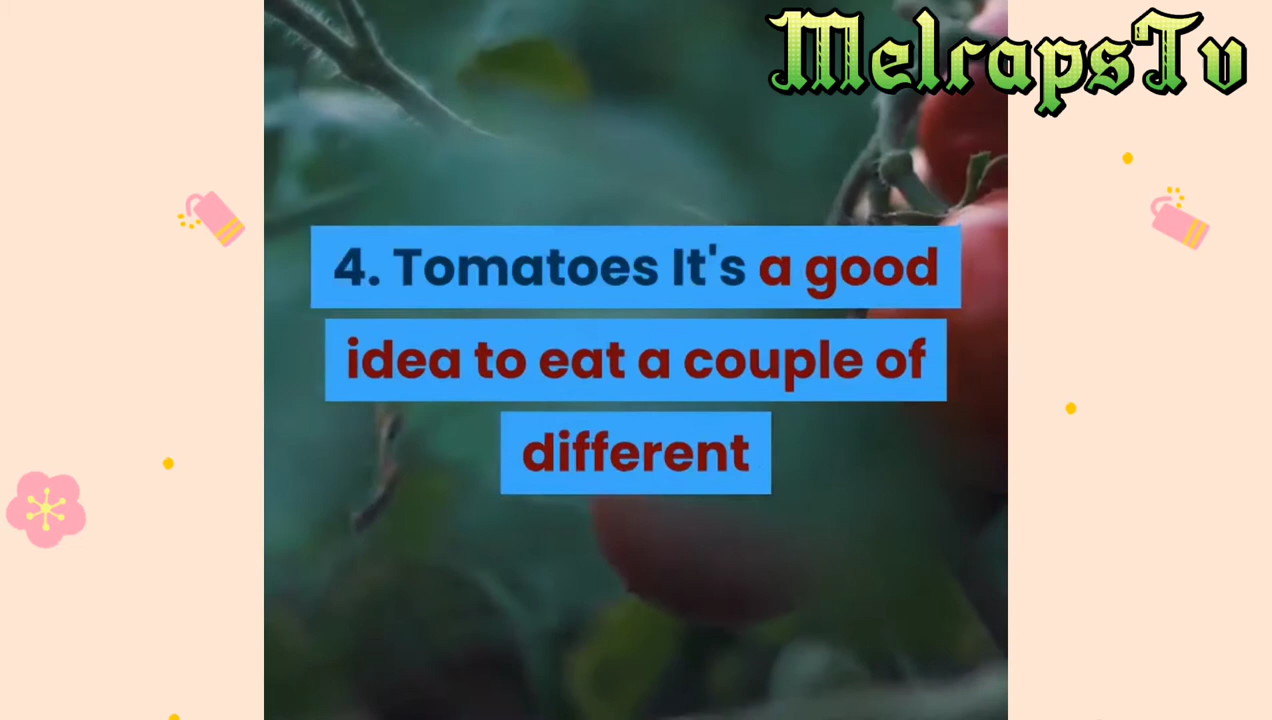 MelrapsTv
4. Tomatoes It's a good
idea to eat a couple of
different